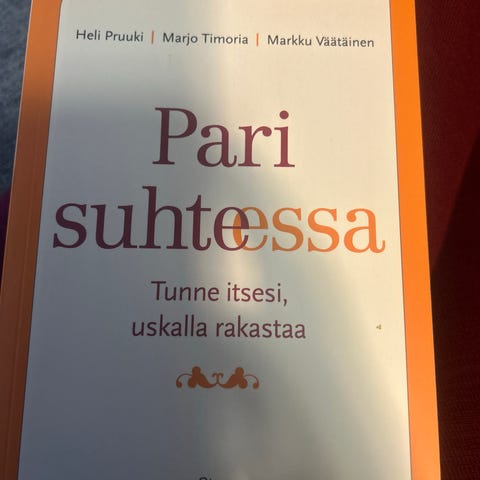 Heli Pruuki | Marjo Timoria | Markku Väätäinen
Pari
suhteessa
Tunne itsesi,
uskalla rakastaa